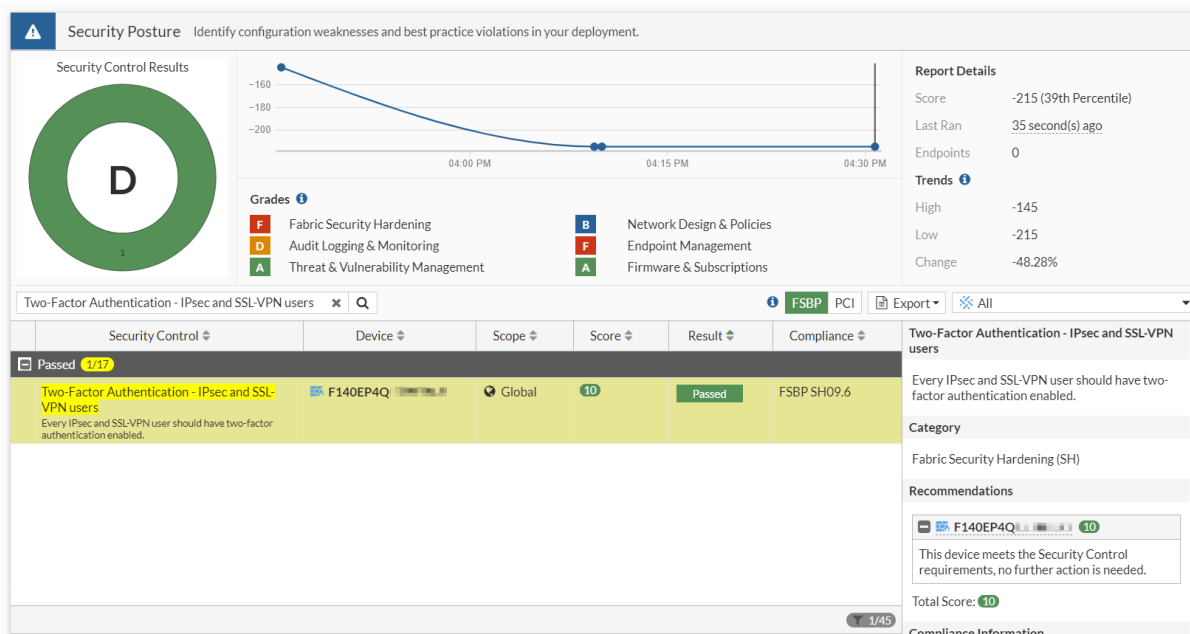 Security Posture Identify configuration weaknesses and best practice violations in your deployment.
Security Control Results
D
1
−160
−180
−200
04:00 PM 04:15 PM 04:30 PM
Grades
F Fabric Security Hardening
D Audit Logging & Monitoring
A Threat & Vulnerability Management
B Network Design & Policies
F Endpoint Management
A Firmware & Subscriptions
Report Details
Score -215 (39th Percentile)
Last Ran 35 second(s) ago
Endpoints 0
Trends
High -145
Low -215
Change -48.28%
Two-Factor Authentication - IPsec and SSL-VPN users
FSBP PCI Export All
Security Control Device Scope Score Result Compliance
Passed 1/17
Two-Factor Authentication - IPsec and SSL-
VPN users
Every IPsec and SSL-VPN user should have two-factor
authentication enabled.
F140EP4Q Global 10 Passed FSBP SH09.6
1/45
Two-Factor Authentication - IPsec and SSL-VPN
users
Every IPsec and SSL-VPN user should have two-
factor authentication enabled.
Category
Fabric Security Hardening (SH)
Recommendations
F140EP4Q 10
This device meets the Security Control
requirements, no further action is needed.
Total Score: 10
Compliance Information